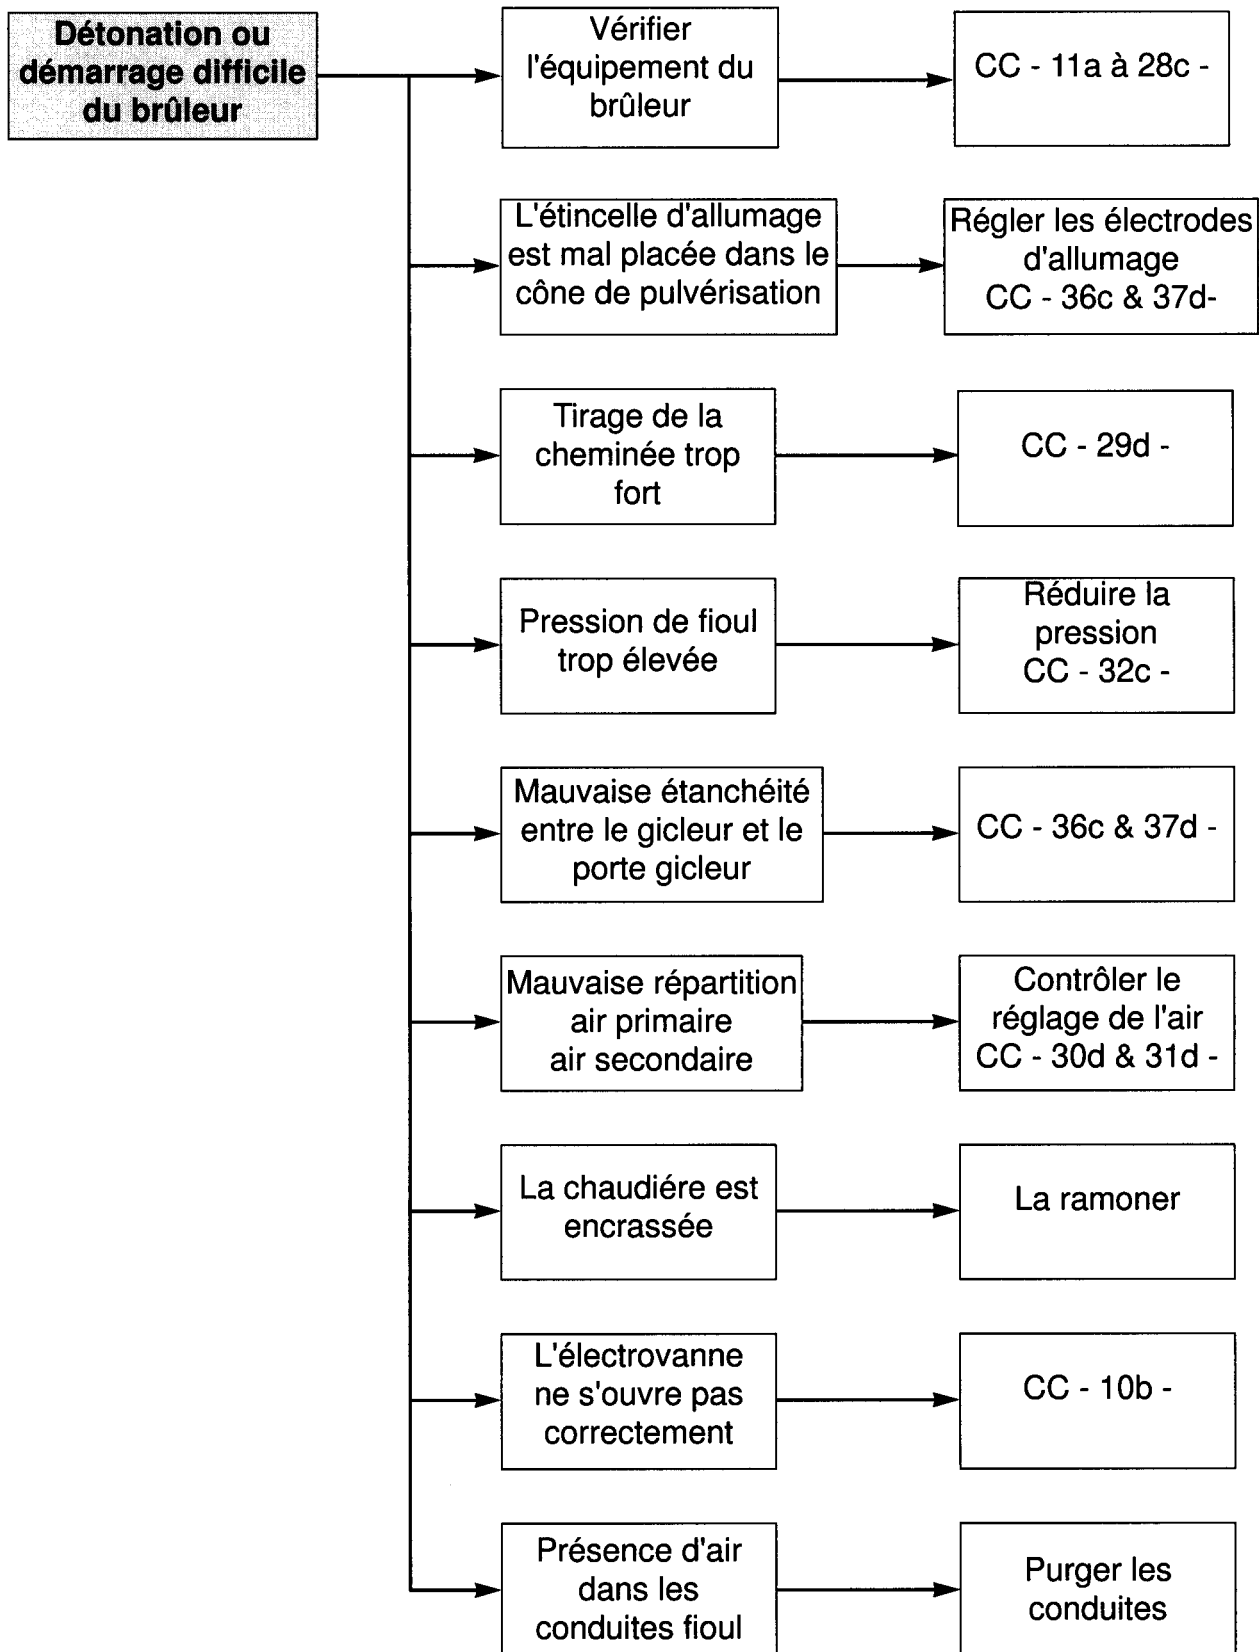 Détonation ou
démarrage difficile
du brûleur
Vérifier
l'équipement du
brûleur
CC - 11a à 28c -
L'étincelle d'allumage
est mal placée dans le
cône de pulvérisation
Régler les électrodes
d'allumage
CC - 36c & 37d-
Tirage de la
cheminée trop
fort
CC - 29d -
Pression de fioul
trop élevée
Réduire la
pression
CC - 32c -
Mauvaise étanchéité
entre le gicleur et le
porte gicleur
CC - 36c & 37d -
Mauvaise répartition
air primaire
air secondaire
Contrôler le
réglage de l'air
CC - 30d & 31d -
La chaudiére est
encrassée
La ramoner
L'électrovanne
ne s'ouvre pas
correctement
CC - 10b -
Présence d'air
dans les
conduites fioul
Purger les
conduites